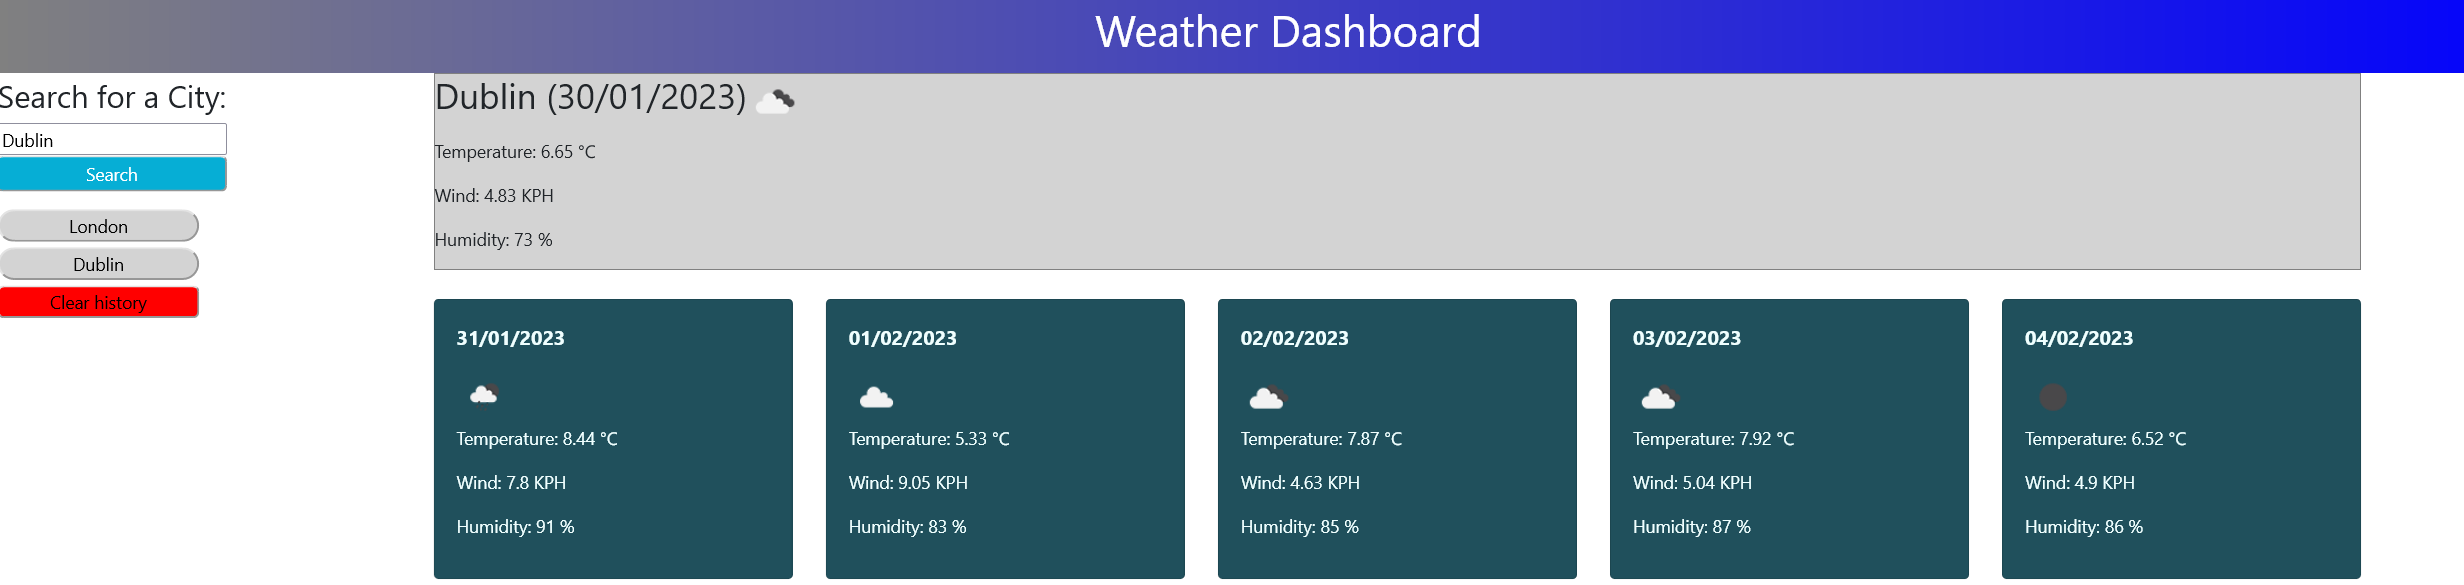 Weather Dashboard
Search for a City:
Dublin
Search
London
Dublin
Clear history
Dublin (30/01/2023)
Temperature: 6.65 °C
Wind: 4.83 KPH
Humidity: 73 %
31/01/2023
Temperature: 8.44 °C
Wind: 7.8 KPH
Humidity: 91 %
01/02/2023
Temperature: 5.33 °C
Wind: 9.05 KPH
Humidity: 83 %
02/02/2023
Temperature: 7.87 °C
Wind: 4.63 KPH
Humidity: 85 %
03/02/2023
Temperature: 7.92 °C
Wind: 5.04 KPH
Humidity: 87 %
04/02/2023
Temperature: 6.52 °C
Wind: 4.9 KPH
Humidity: 86 %